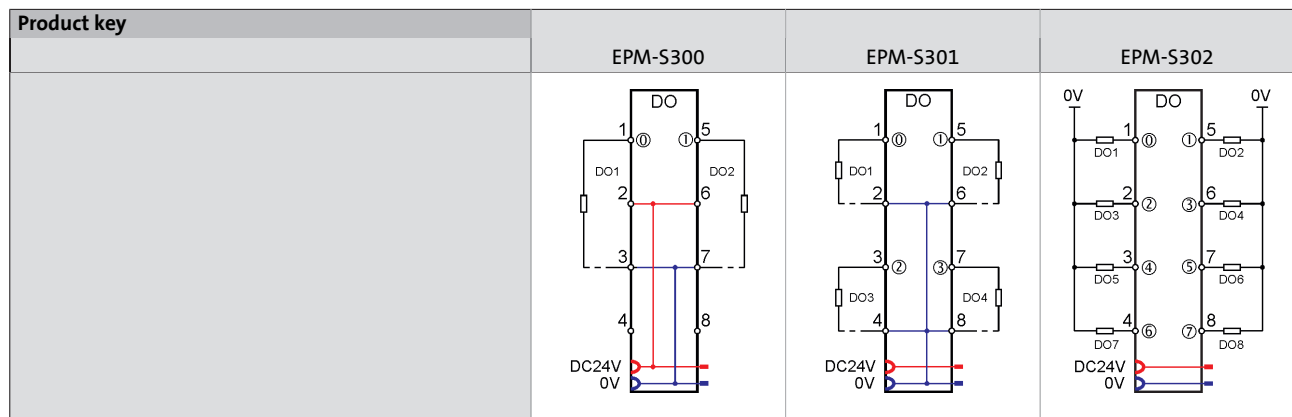 Product key
EPM-S300 EPM-S301 EPM-S302
DO
1 ⓪ ① 5
DO1 DO2
2 6
3 7
4 8
DC24V
0V
DO
1 ⓪ ① 5
DO1 DO2
2 6
3 ② ③ 7
DO3 DO4
4 8
DC24V
0V
0V DO 0V
1 ⓪ ① 5
DO1 DO2
2 ② ③ 6
DO3 DO4
3 ④ ⑤ 7
DO5 DO6
4 ⑥ ⑦ 8
DO7 DO8
DC24V
0V